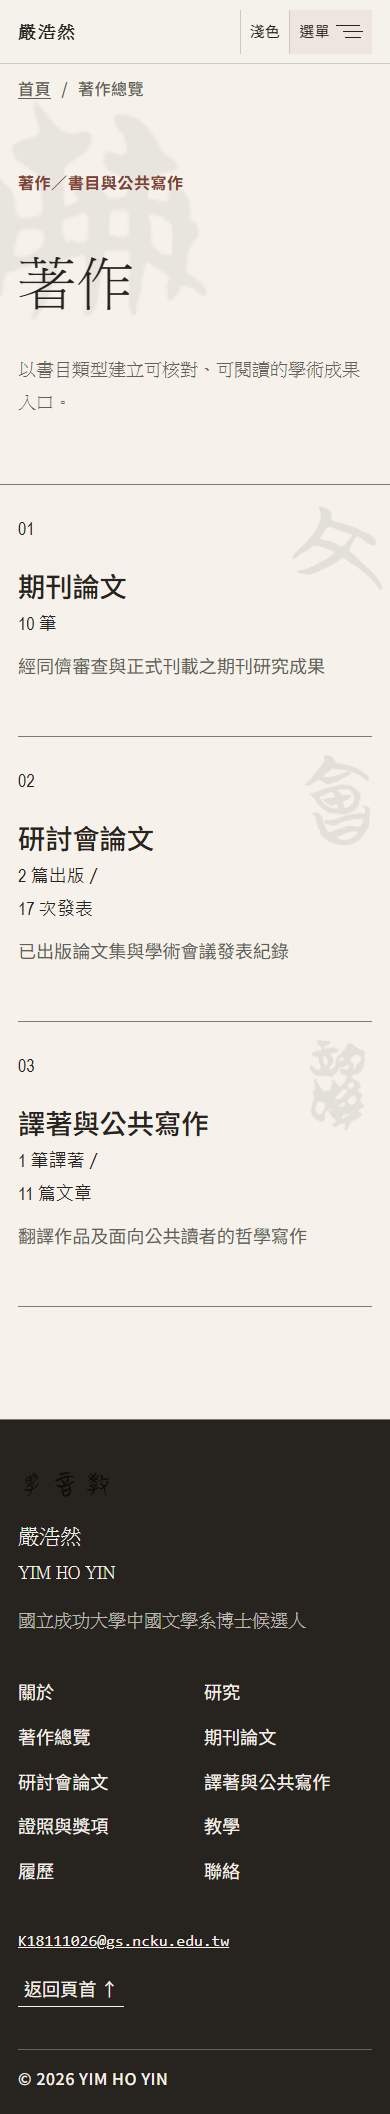 嚴浩然
淺色
選單
首頁 / 著作總覽
著作／書目與公共寫作
著作
以書目類型建立可核對、可閱讀的學術成果
入口。
01
文
期刊論文
10 筆
經同儕審查與正式刊載之期刊研究成果
02
會
研討會論文
2 篇出版 /
17 次發表
已出版論文集與學術會議發表紀錄
03
譯著與公共寫作
1 筆譯著 /
11 篇文章
翻譯作品及面向公共讀者的哲學寫作
嚴浩然
YIM HO YIN
國立成功大學中國文學系博士候選人
關於
研究
著作總覽
期刊論文
研討會論文
譯著與公共寫作
證照與獎項
教學
履歷
聯絡
K18111026@gs.ncku.edu.tw
返回頁首 ↑
© 2026 YIM HO YIN